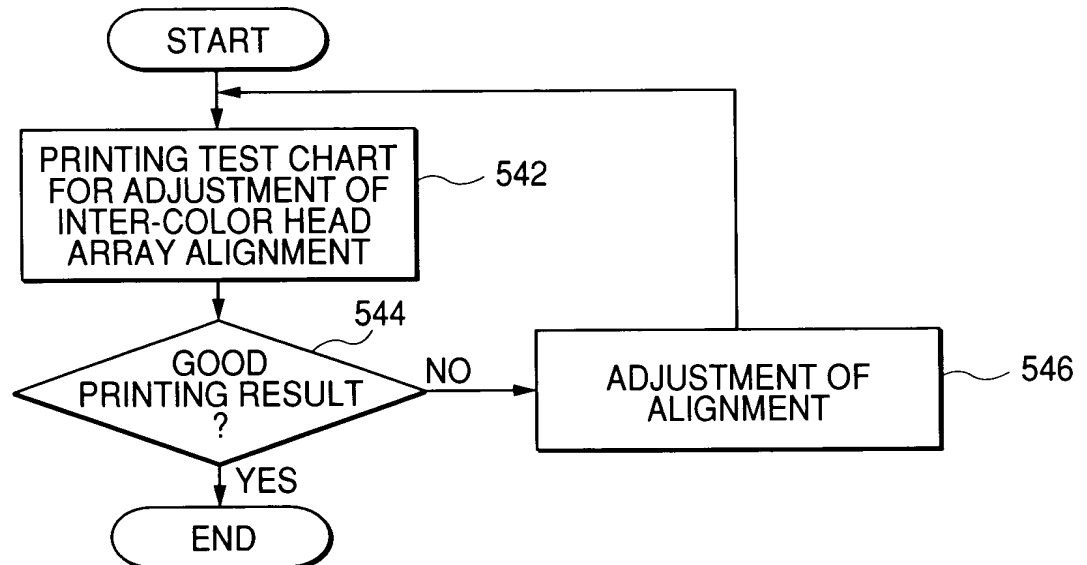 START
PRINTING TEST CHART
FOR ADJUSTMENT OF
INTER-COLOR HEAD
ARRAY ALIGNMENT
542
544
GOOD
PRINTING RESULT
?
NO
ADJUSTMENT OF
ALIGNMENT
546
YES
END